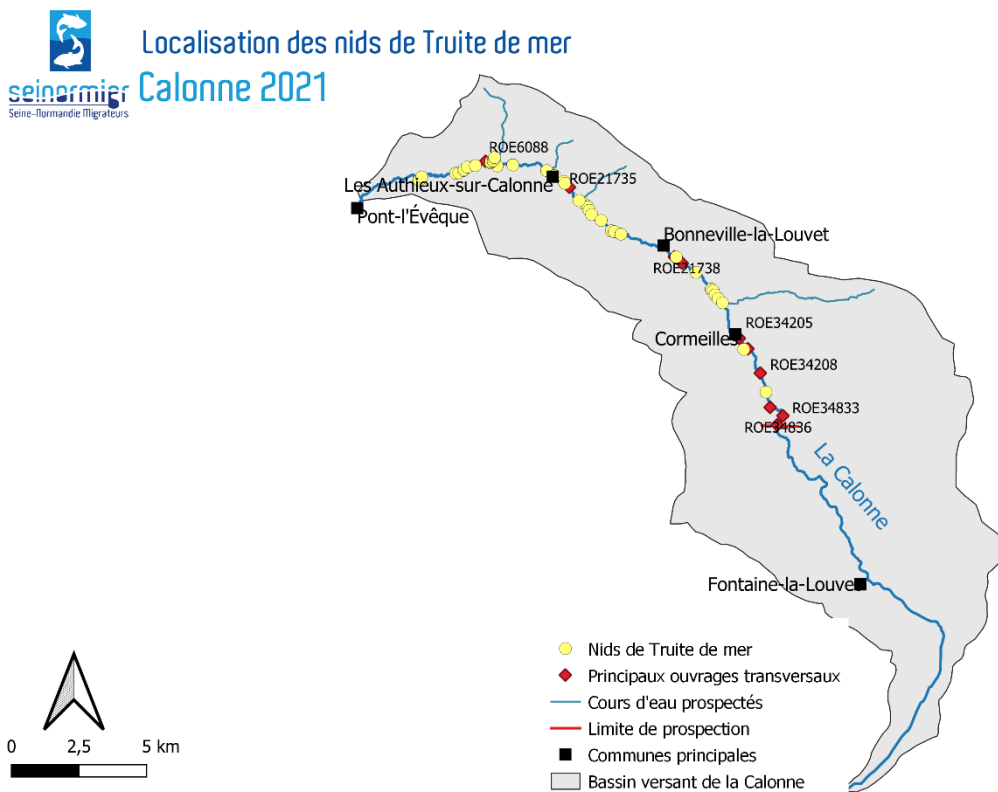 Localisation des nids de Truite de mer
seinormigr
Calonne 2021
Seine-Normandie Migrateurs
ROE6088
Les Authieux-sur-Calonne
ROE21735
Pont-l'Évêque
Bonneville-la-Louvet
ROE21738
ROE34205
Cormeilles
ROE34208
ROE34833
ROE34836
La Calonne
Fontaine-la-Louvet
Nids de Truite de mer
Principaux ouvrages transversaux
Cours d'eau prospectés
Limite de prospection
Communes principales
Bassin versant de la Calonne
0 2,5 5 km